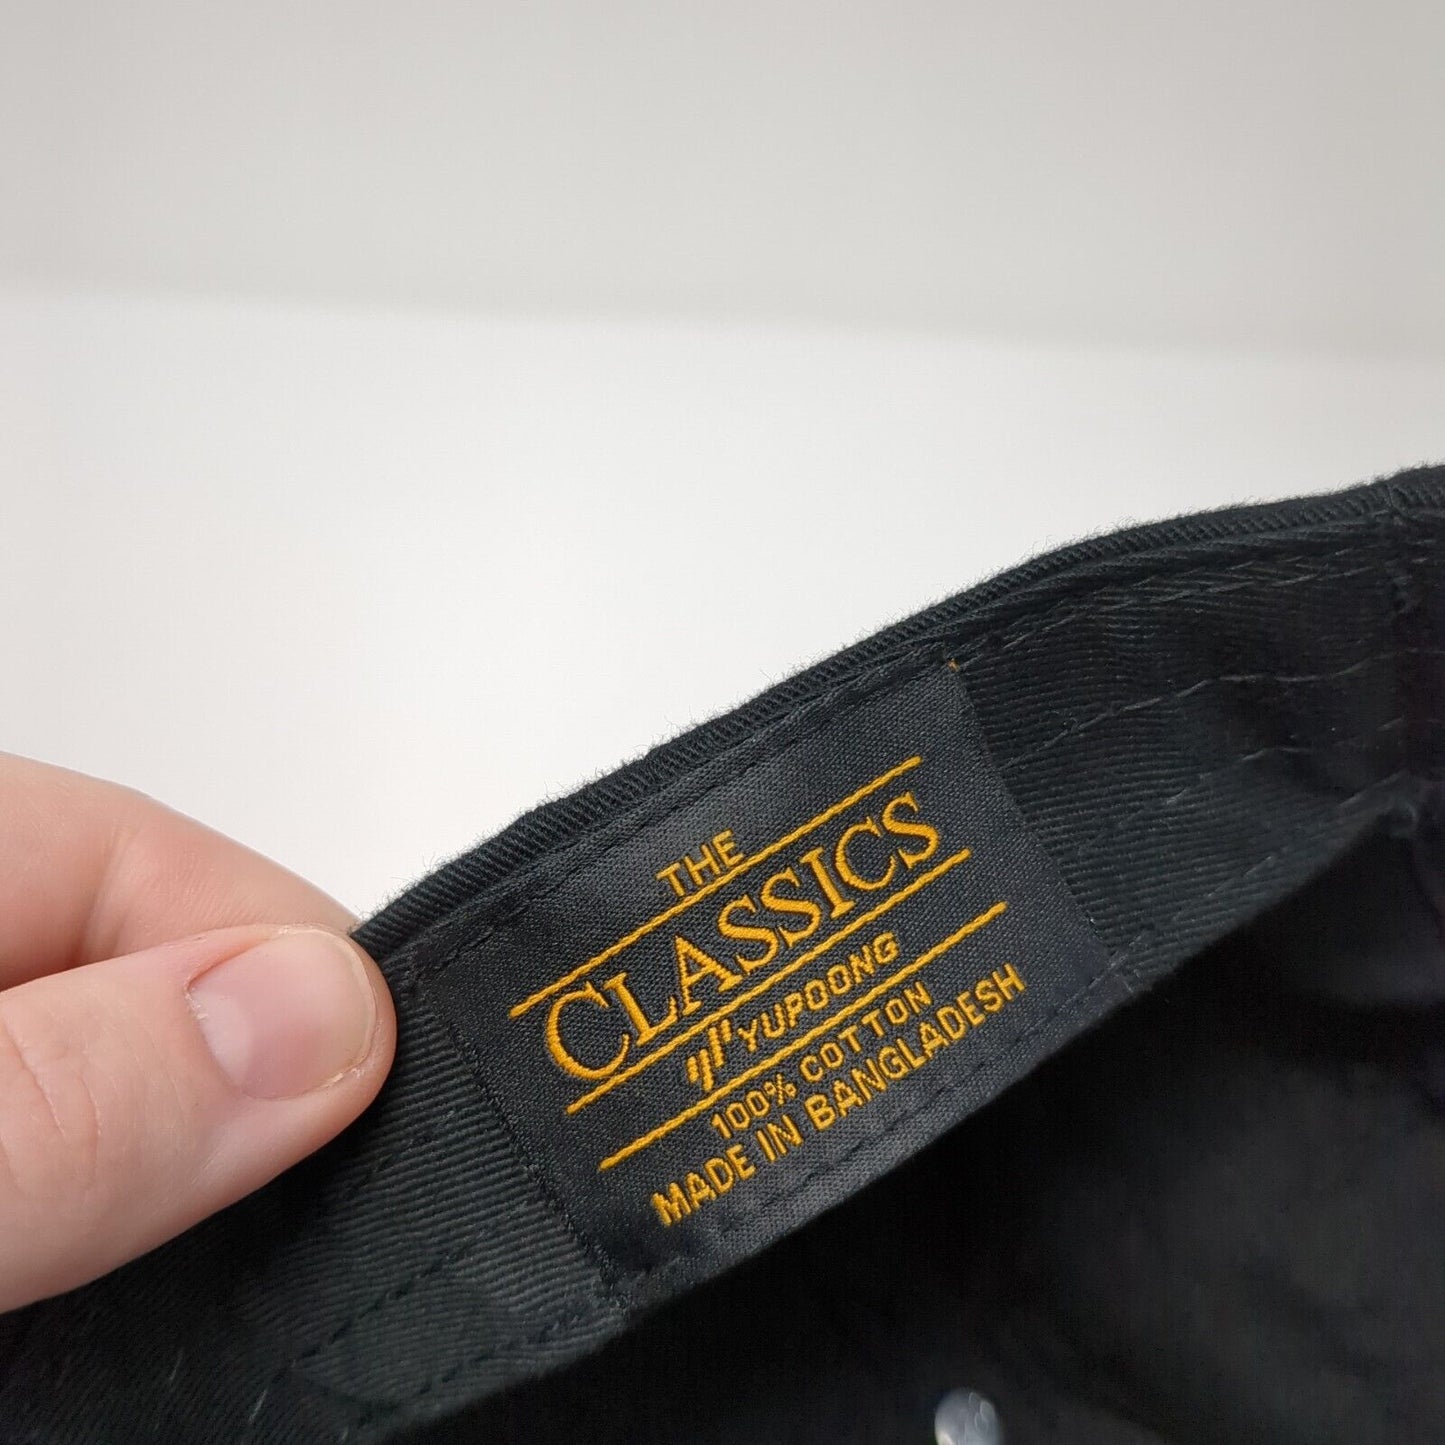 THE
CLASSICS
YUPOONG
100% COTTON
MADE IN BANGLADESH